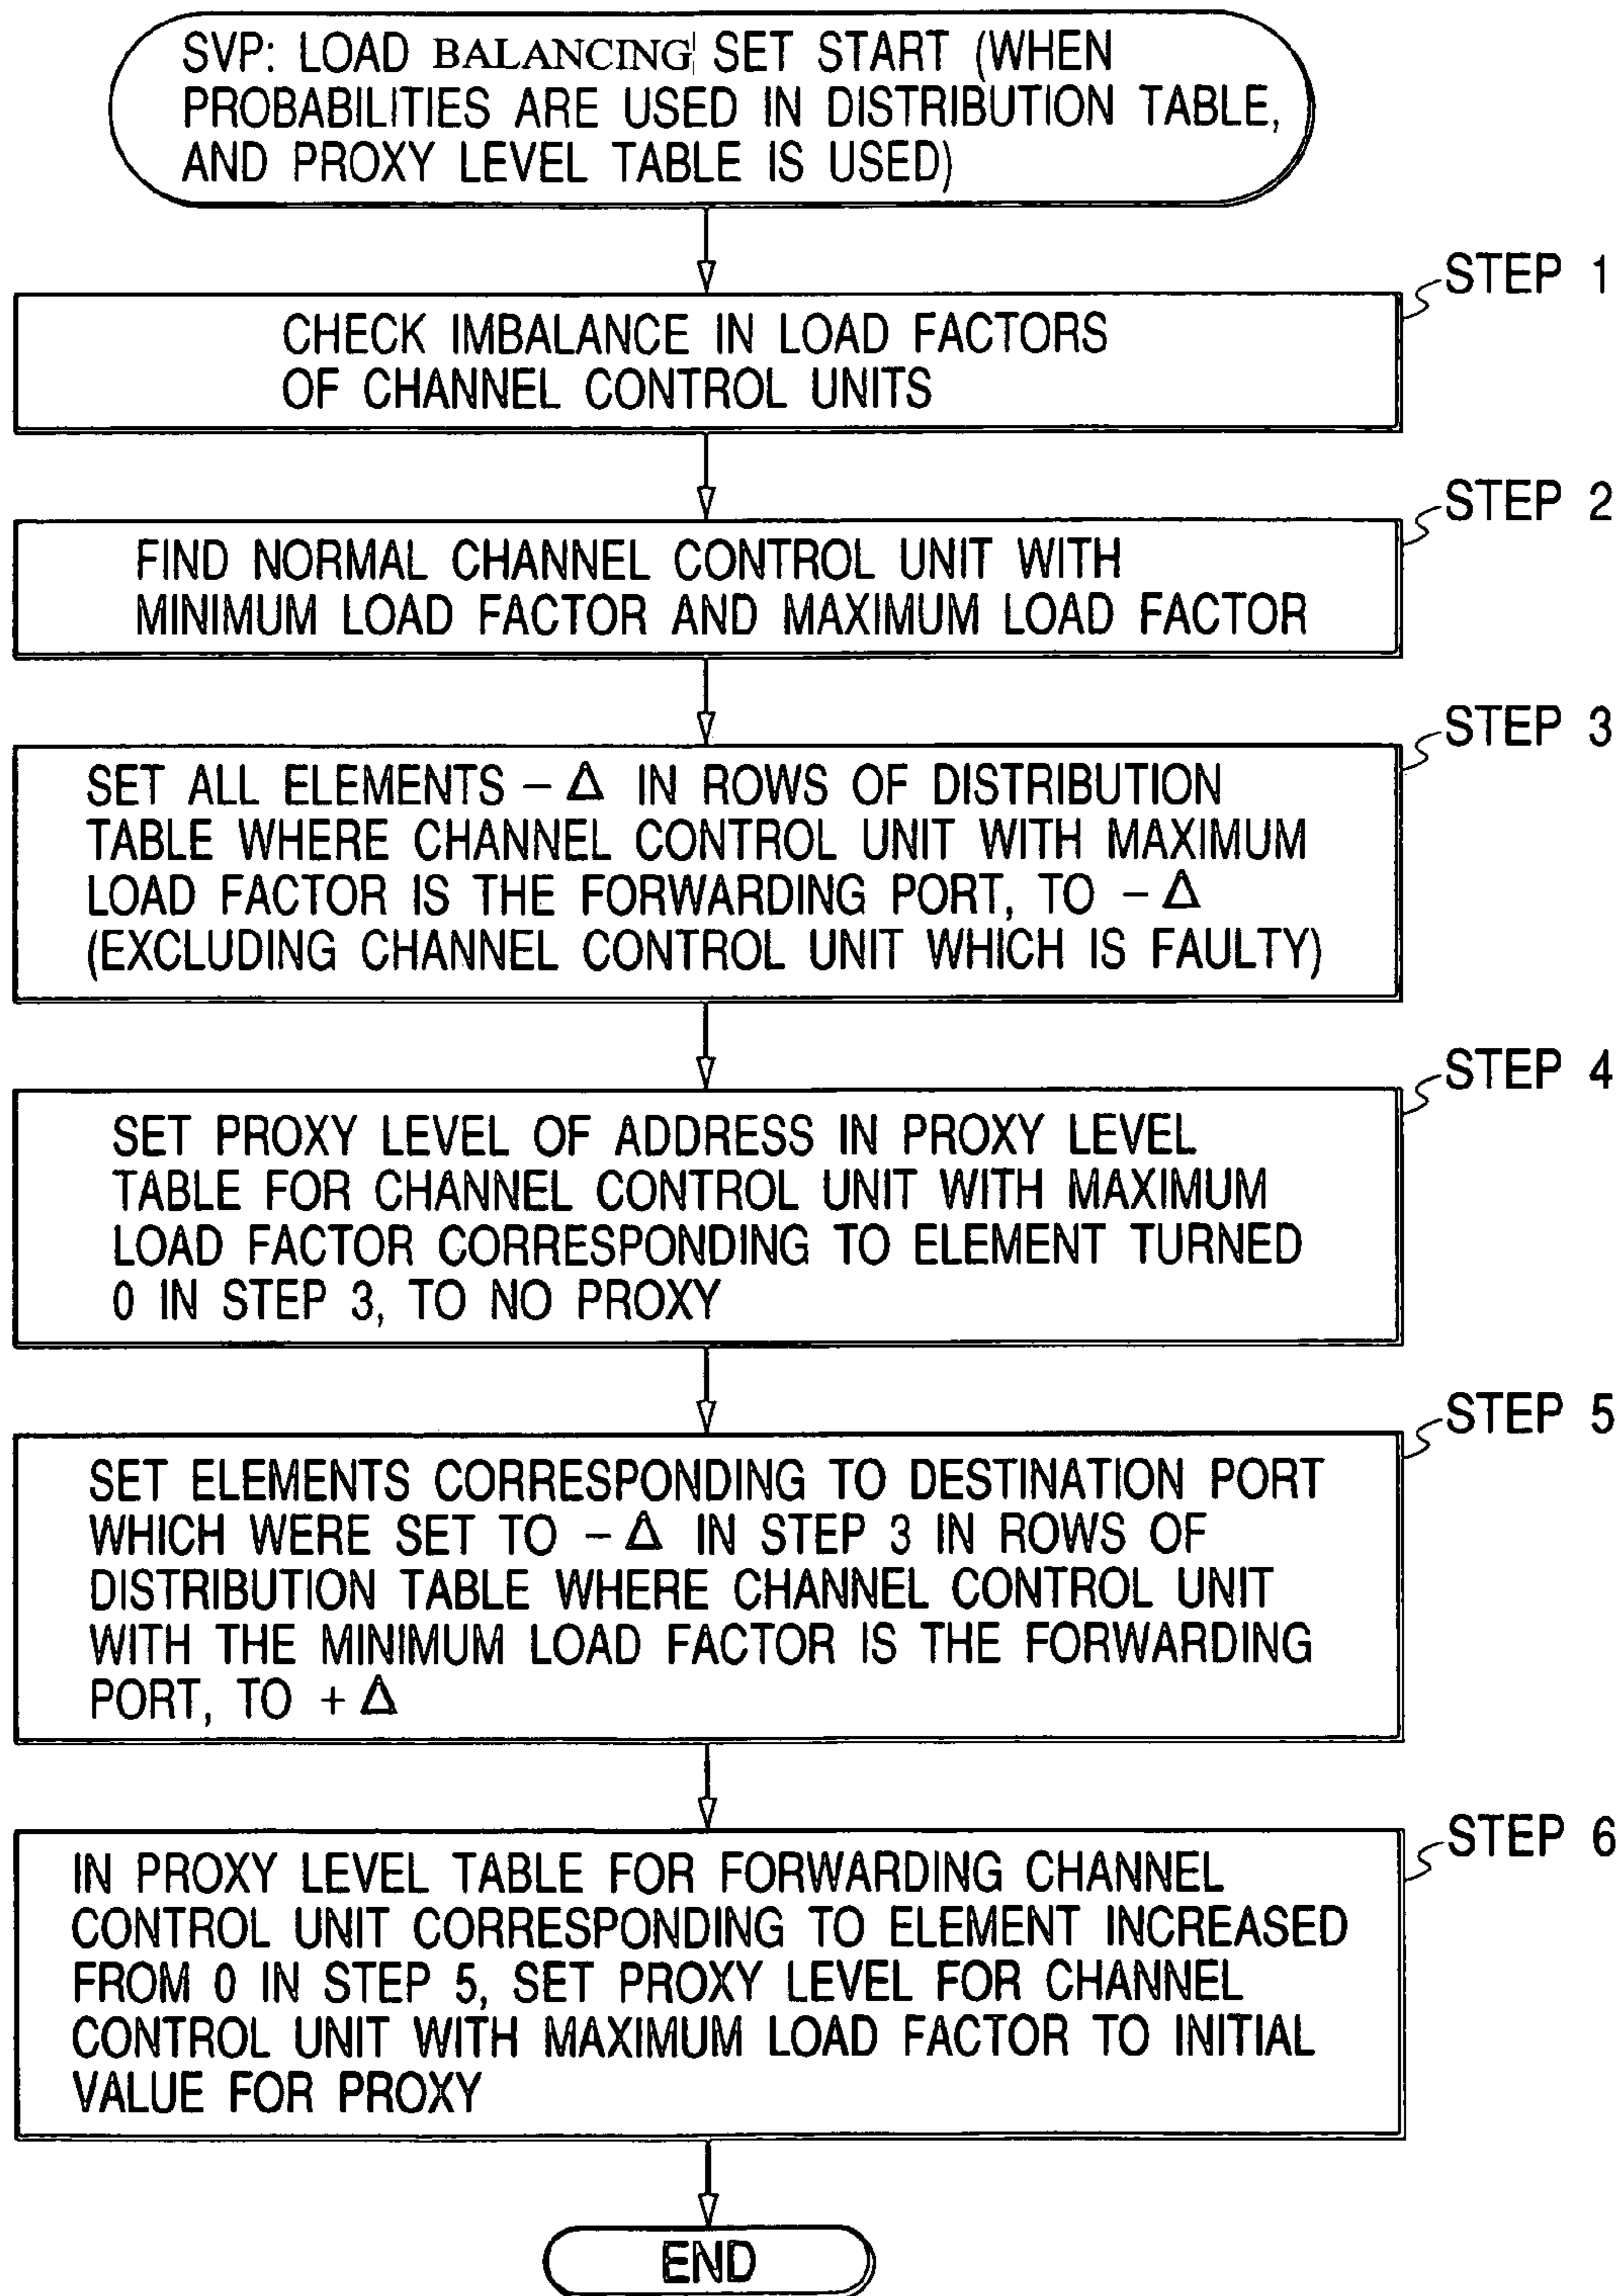 SVP: LOAD BALANCING SET START (WHEN
PROBABILITIES ARE USED IN DISTRIBUTION TABLE,
AND PROXY LEVEL TABLE IS USED)
STEP 1
CHECK IMBALANCE IN LOAD FACTORS
OF CHANNEL CONTROL UNITS
STEP 2
FIND NORMAL CHANNEL CONTROL UNIT WITH
MINIMUM LOAD FACTOR AND MAXIMUM LOAD FACTOR
STEP 3
SET ALL ELEMENTS – Δ IN ROWS OF DISTRIBUTION
TABLE WHERE CHANNEL CONTROL UNIT WITH MAXIMUM
LOAD FACTOR IS THE FORWARDING PORT, TO – Δ
(EXCLUDING CHANNEL CONTROL UNIT WHICH IS FAULTY)
STEP 4
SET PROXY LEVEL OF ADDRESS IN PROXY LEVEL
TABLE FOR CHANNEL CONTROL UNIT WITH MAXIMUM
LOAD FACTOR CORRESPONDING TO ELEMENT TURNED
0 IN STEP 3, TO NO PROXY
STEP 5
SET ELEMENTS CORRESPONDING TO DESTINATION PORT
WHICH WERE SET TO – Δ IN STEP 3 IN ROWS OF
DISTRIBUTION TABLE WHERE CHANNEL CONTROL UNIT
WITH THE MINIMUM LOAD FACTOR IS THE FORWARDING
PORT, TO + Δ
STEP 6
IN PROXY LEVEL TABLE FOR FORWARDING CHANNEL
CONTROL UNIT CORRESPONDING TO ELEMENT INCREASED
FROM 0 IN STEP 5, SET PROXY LEVEL FOR CHANNEL
CONTROL UNIT WITH MAXIMUM LOAD FACTOR TO INITIAL
VALUE FOR PROXY
END